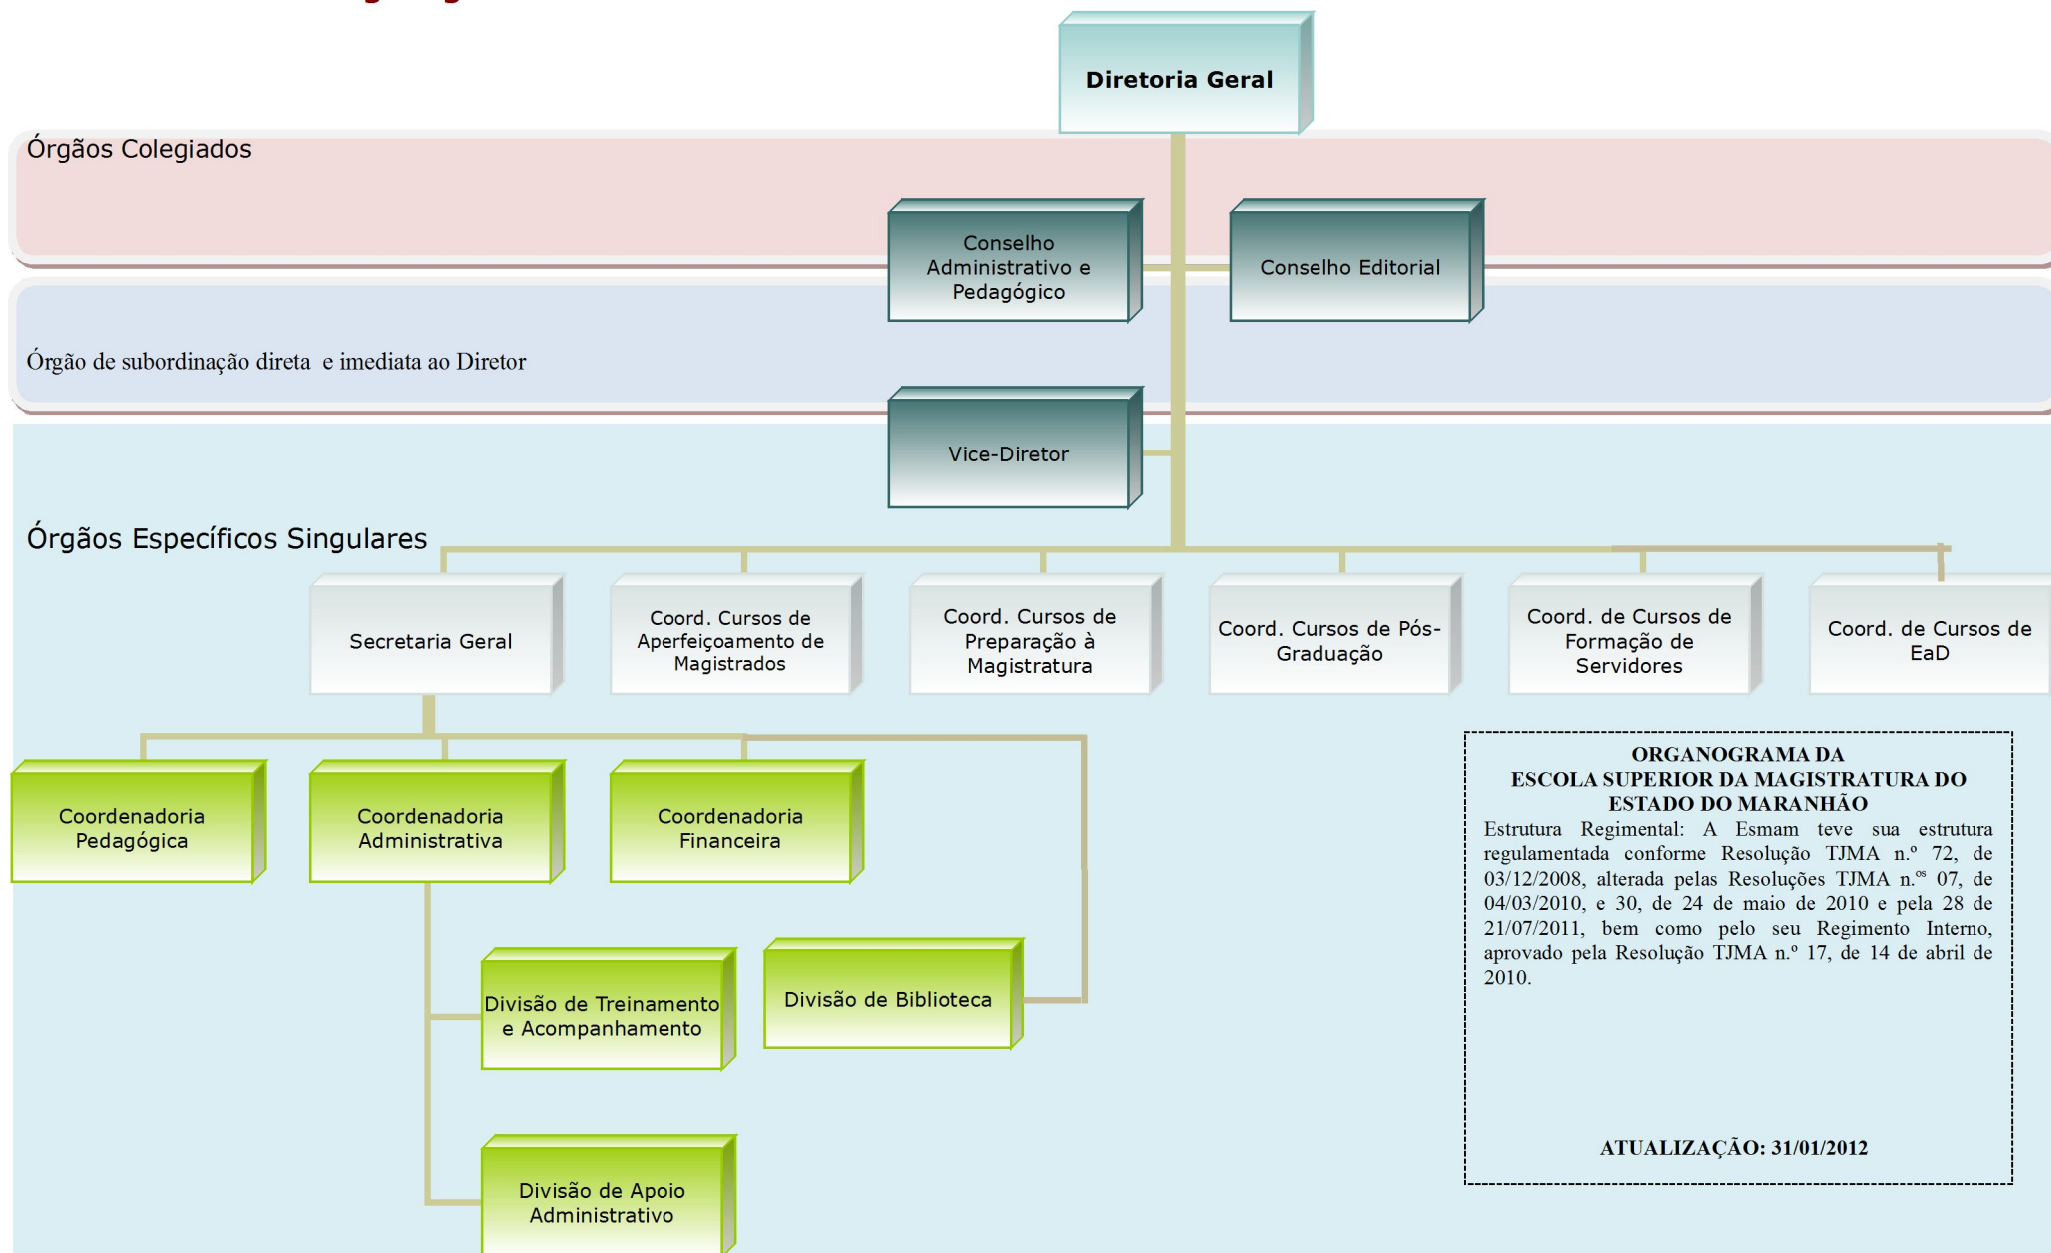 Diretoria Geral
Órgãos Colegiados
Conselho
Administrativo e
Pedagógico
Conselho Editorial
Órgão de subordinação direta  e imediata ao Diretor
Vice-Diretor
Órgãos Específicos Singulares
Secretaria Geral
Coord. Cursos de
Aperfeiçoamento de
Magistrados
Coord. Cursos de
Preparação à
Magistratura
Coord. Cursos de Pós-
Graduação
Coord. de Cursos de
Formação de
Servidores
Coord. de Cursos de
EaD
Coordenadoria
Pedagógica
Coordenadoria
Administrativa
Coordenadoria
Financeira
Divisão de Treinamento
e Acompanhamento
Divisão de Biblioteca
Divisão de Apoio
Administrativo
ORGANOGRAMA DA
ESCOLA SUPERIOR DA MAGISTRATURA DO
ESTADO DO MARANHÃO
Estrutura Regimental: A Esmam teve sua estrutura
regulamentada conforme Resolução TJMA n.º 72, de
03/12/2008, alterada pelas Resoluções TJMA n.ºˢ 07, de
04/03/2010, e 30, de 24 de maio de 2010 e pela 28 de
21/07/2011, bem como pelo seu Regimento Interno,
aprovado pela Resolução TJMA n.º 17, de 14 de abril de
2010.
ATUALIZAÇÃO: 31/01/2012